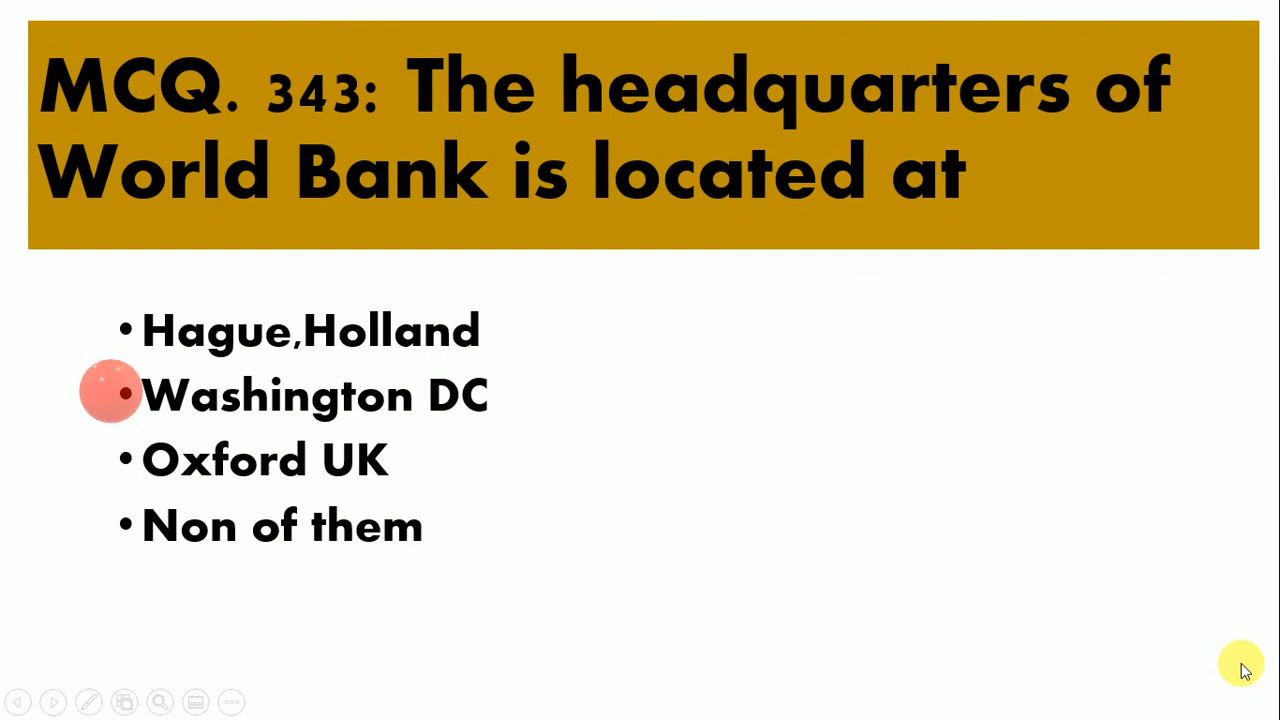 MCQ. 343: The headquarters of
World Bank is located at
• Hague,Holland
• Washington DC
• Oxford UK
• Non of them